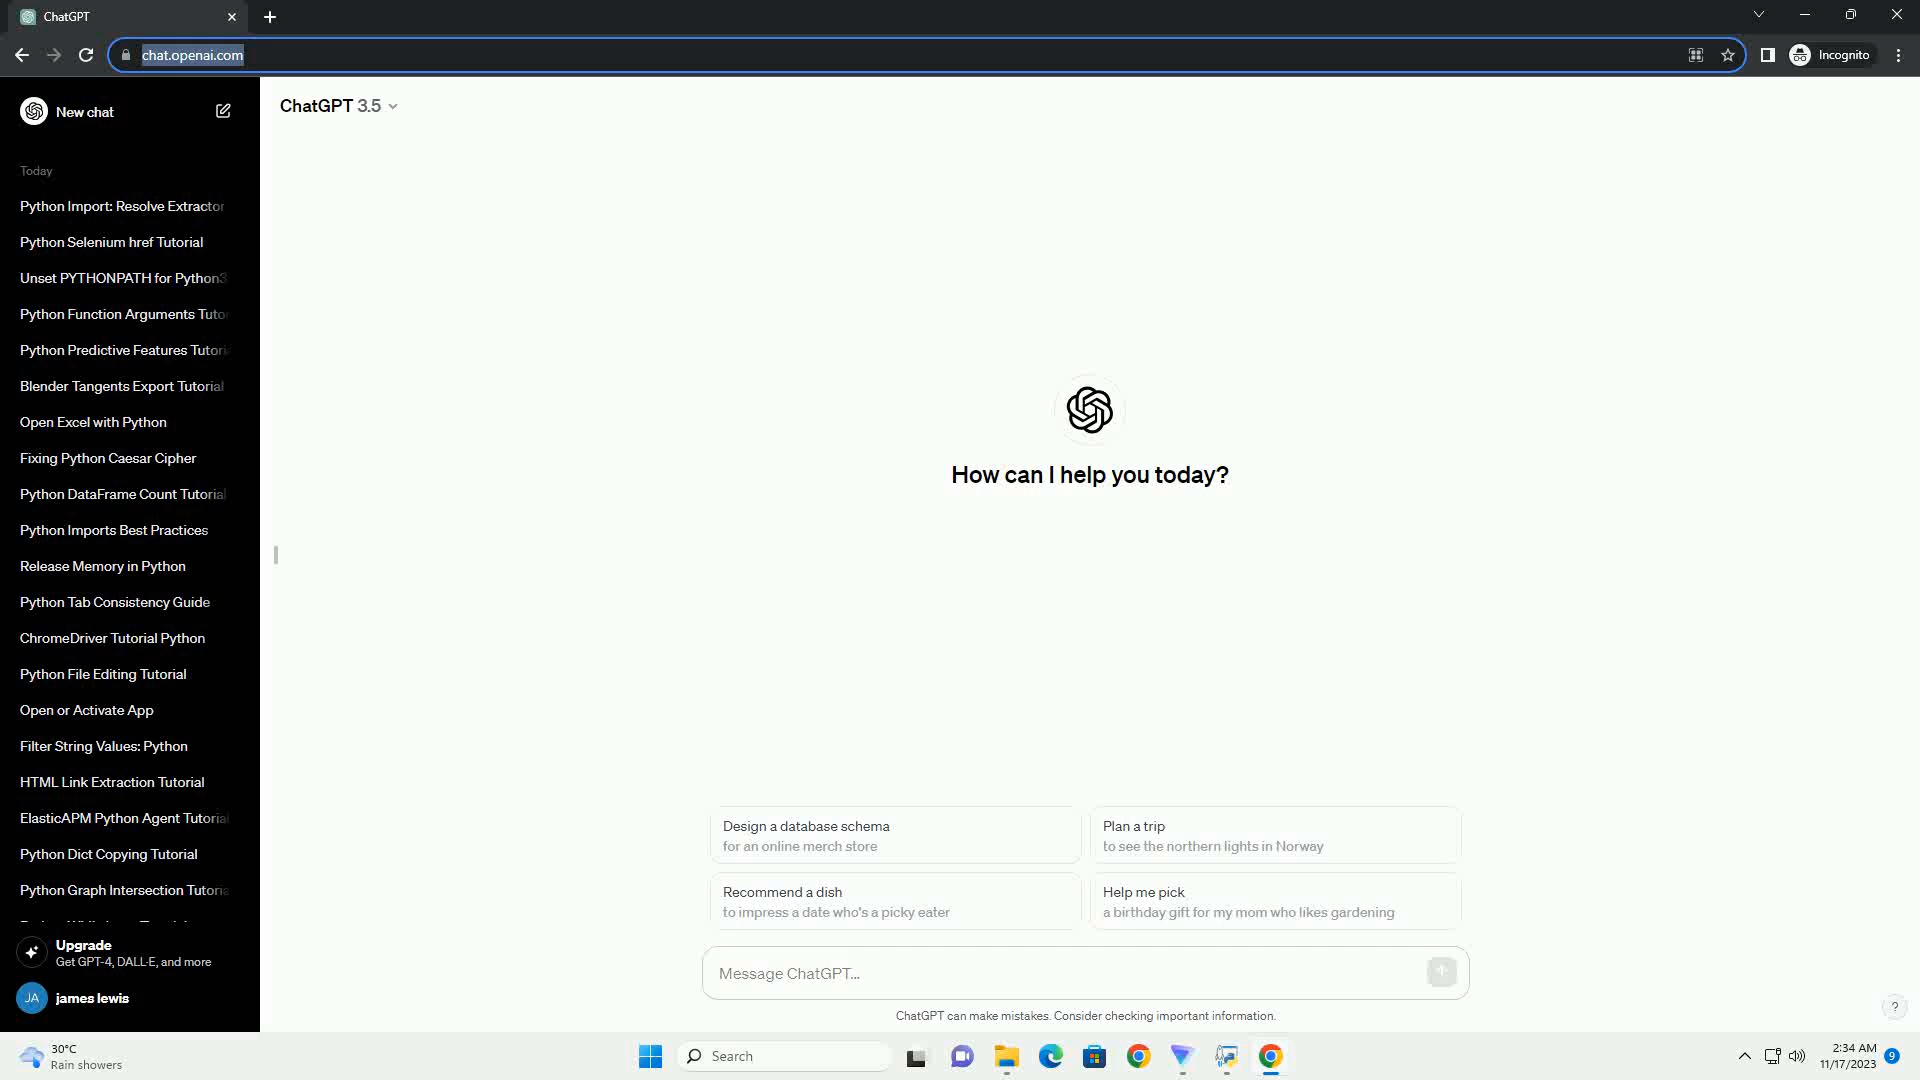 ChatGPT
chat.openai.com
Incognito
New chat
ChatGPT 3.5
Today
Python Import: Resolve Extractor
Python Selenium href Tutorial
Unset PYTHONPATH for Python3
Python Function Arguments Tuto
Python Predictive Features Tutori
Blender Tangents Export Tutorial
Open Excel with Python
Fixing Python Caesar Cipher
Python DataFrame Count Tutorial
Python Imports Best Practices
Release Memory in Python
Python Tab Consistency Guide
ChromeDriver Tutorial Python
Python File Editing Tutorial
Open or Activate App
Filter String Values: Python
HTML Link Extraction Tutorial
ElasticAPM Python Agent Tutorial
Python Dict Copying Tutorial
Python Graph Intersection Tutoria
Upgrade
Get GPT-4, DALL·E, and more
JA
james lewis
How can I help you today?
Design a database schema
for an online merch store
Plan a trip
to see the northern lights in Norway
Recommend a dish
to impress a date who's a picky eater
Help me pick
a birthday gift for my mom who likes gardening
Message ChatGPT...
ChatGPT can make mistakes. Consider checking important information.
?
30°C
Rain showers
Search
2:34 AM
11/17/2023
9